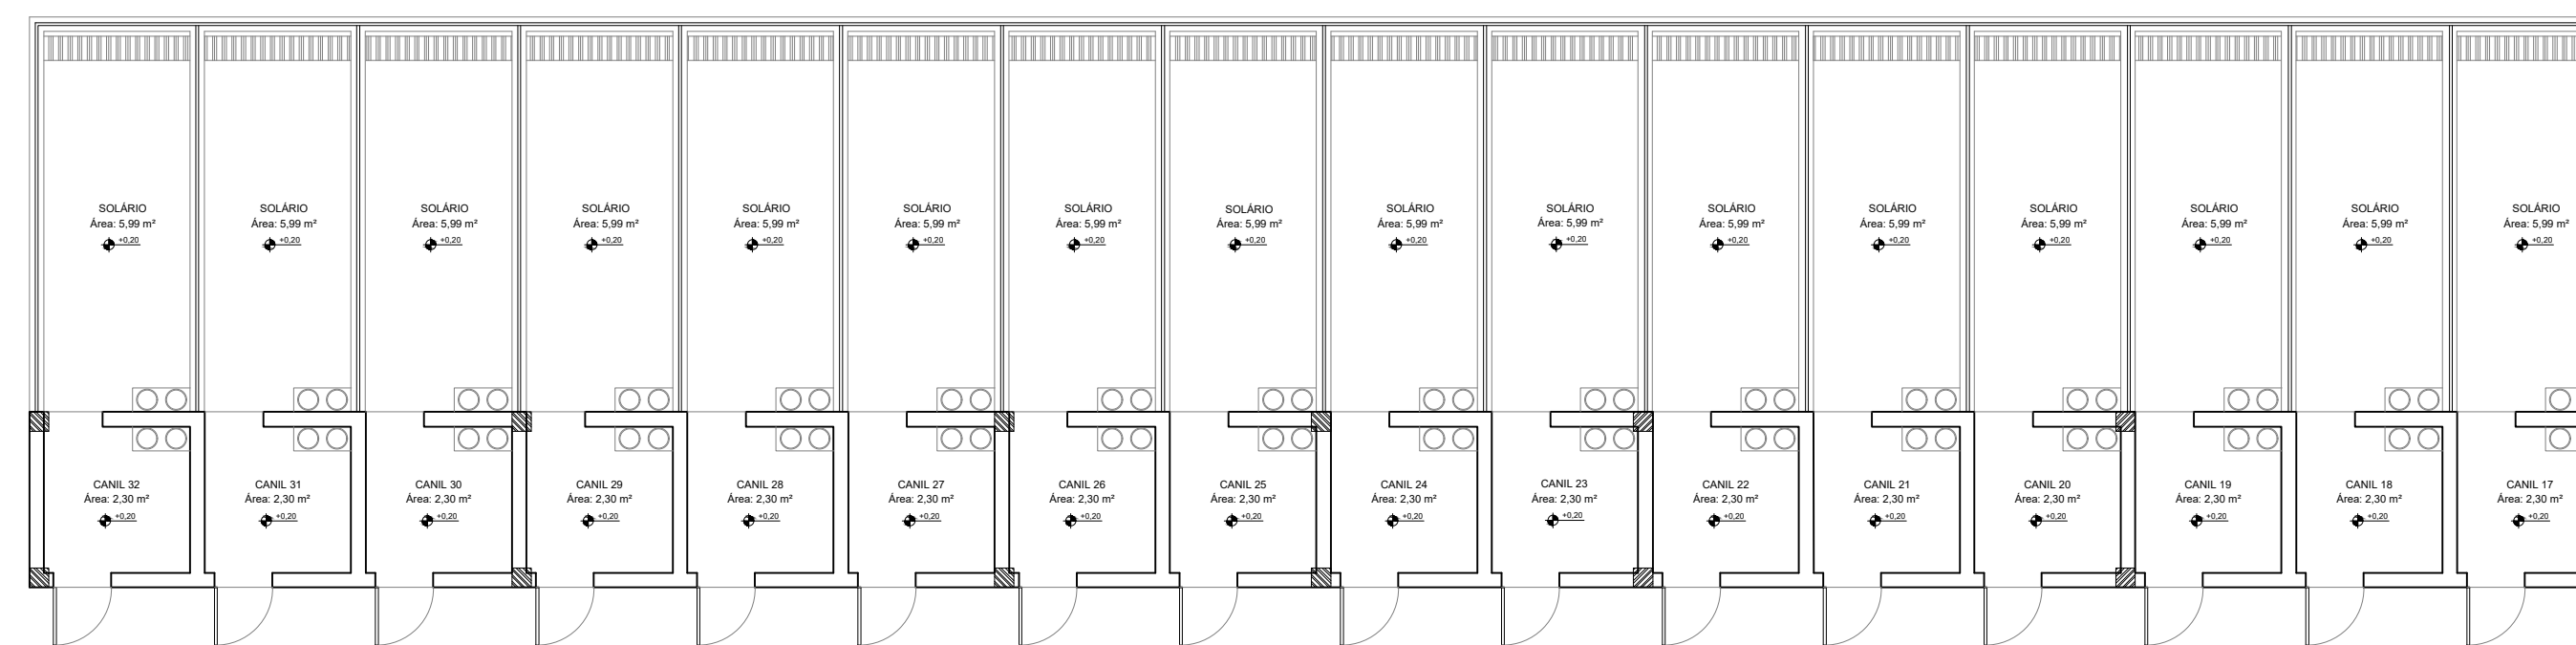 SOLÁRIO
Área: 5,99 m²
+0,20
SOLÁRIO
Área: 5,99 m²
+0,20
SOLÁRIO
Área: 5,99 m²
+0,20
SOLÁRIO
Área: 5,99 m²
+0,20
SOLÁRIO
Área: 5,99 m²
+0,20
SOLÁRIO
Área: 5,99 m²
+0,20
SOLÁRIO
Área: 5,99 m²
+0,20
SOLÁRIO
Área: 5,99 m²
+0,20
SOLÁRIO
Área: 5,99 m²
+0,20
SOLÁRIO
Área: 5,99 m²
+0,20
SOLÁRIO
Área: 5,99 m²
+0,20
SOLÁRIO
Área: 5,99 m²
+0,20
SOLÁRIO
Área: 5,99 m²
+0,20
SOLÁRIO
Área: 5,99 m²
+0,20
SOLÁRIO
Área: 5,99 m²
+0,20
SOLÁRIO
Área: 5,99 m²
+0,20
CANIL 32
Área: 2,30 m²
+0,20
CANIL 31
Área: 2,30 m²
+0,20
CANIL 30
Área: 2,30 m²
+0,20
CANIL 29
Área: 2,30 m²
+0,20
CANIL 28
Área: 2,30 m²
+0,20
CANIL 27
Área: 2,30 m²
+0,20
CANIL 26
Área: 2,30 m²
+0,20
CANIL 25
Área: 2,30 m²
+0,20
CANIL 24
Área: 2,30 m²
+0,20
CANIL 23
Área: 2,30 m²
+0,20
CANIL 22
Área: 2,30 m²
+0,20
CANIL 21
Área: 2,30 m²
+0,20
CANIL 20
Área: 2,30 m²
+0,20
CANIL 19
Área: 2,30 m²
+0,20
CANIL 18
Área: 2,30 m²
+0,20
CANIL 17
Área: 2,30 m²
+0,20